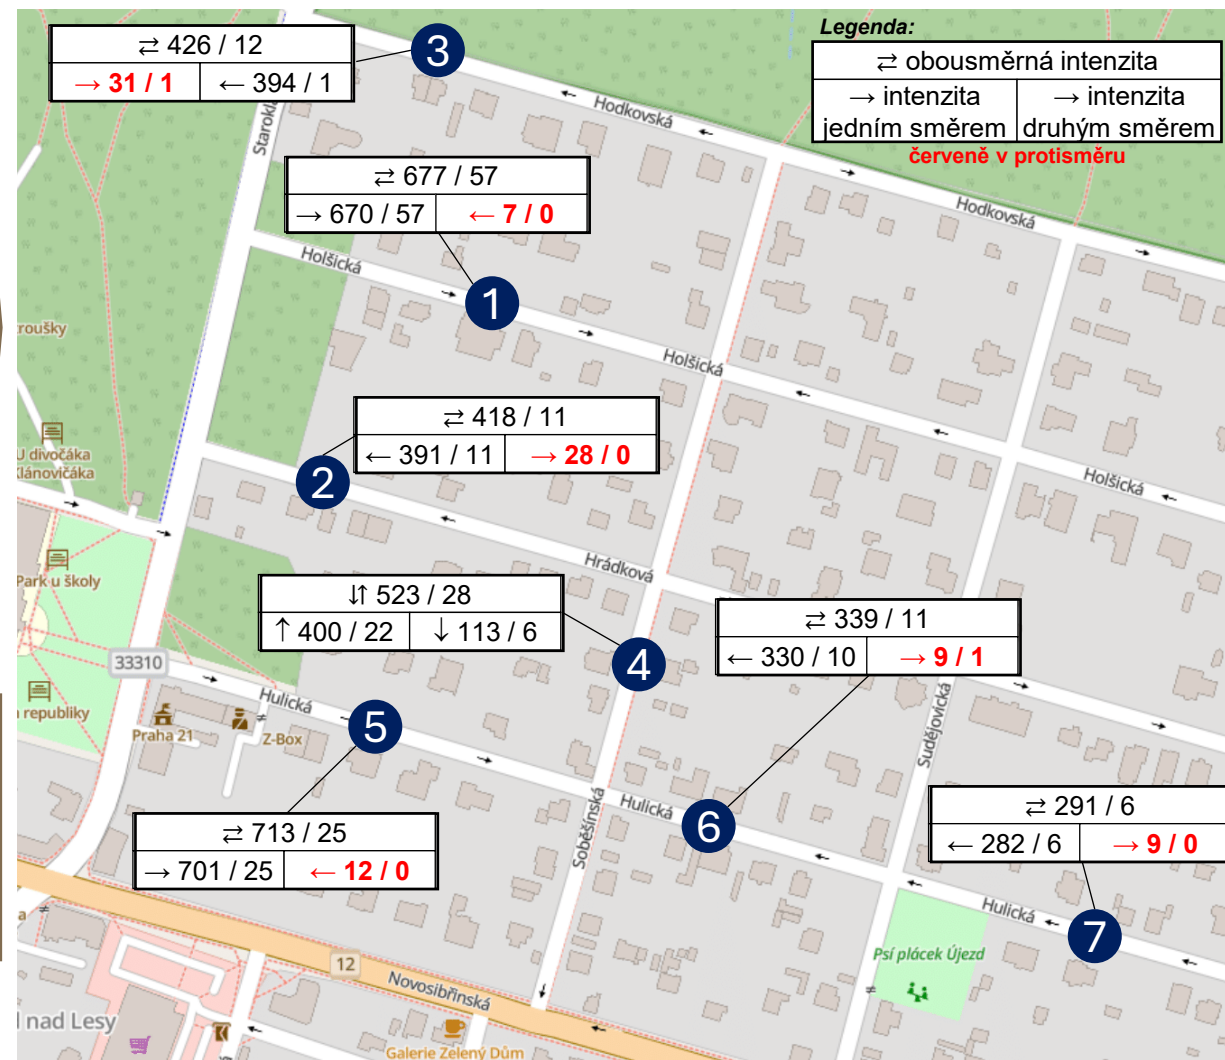 Legenda:
⇄ obousměrná intenzita
→ intenzita jedním směrem
→ intenzita druhým směrem
červeně v protisměru
⇄ 426 / 12
→ 31 / 1
← 394 / 1
3
Hodkovská
Hodkovská
⇄ 677 / 57
→ 670 / 57
← 7 / 0
Holšická
1
Holšická
Holšická
⇄ 418 / 11
← 391 / 11
→ 28 / 0
2
U divočáka
Klánovičáka
Hrádková
Park u školy
⇵ 523 / 28
↑ 400 / 22
↓ 113 / 6
4
⇄ 339 / 11
← 330 / 10
→ 9 / 1
33310
Hulická
republiky
Praha 21
Z-Box
5
Sudějovická
Soběšínská
Hulická
6
⇄ 713 / 25
→ 701 / 25
← 12 / 0
⇄ 291 / 6
← 282 / 6
→ 9 / 0
Hulická
7
Psí plácek Újezd
12
Novosibřinská
nad Lesy
Galerie Zelený Dům